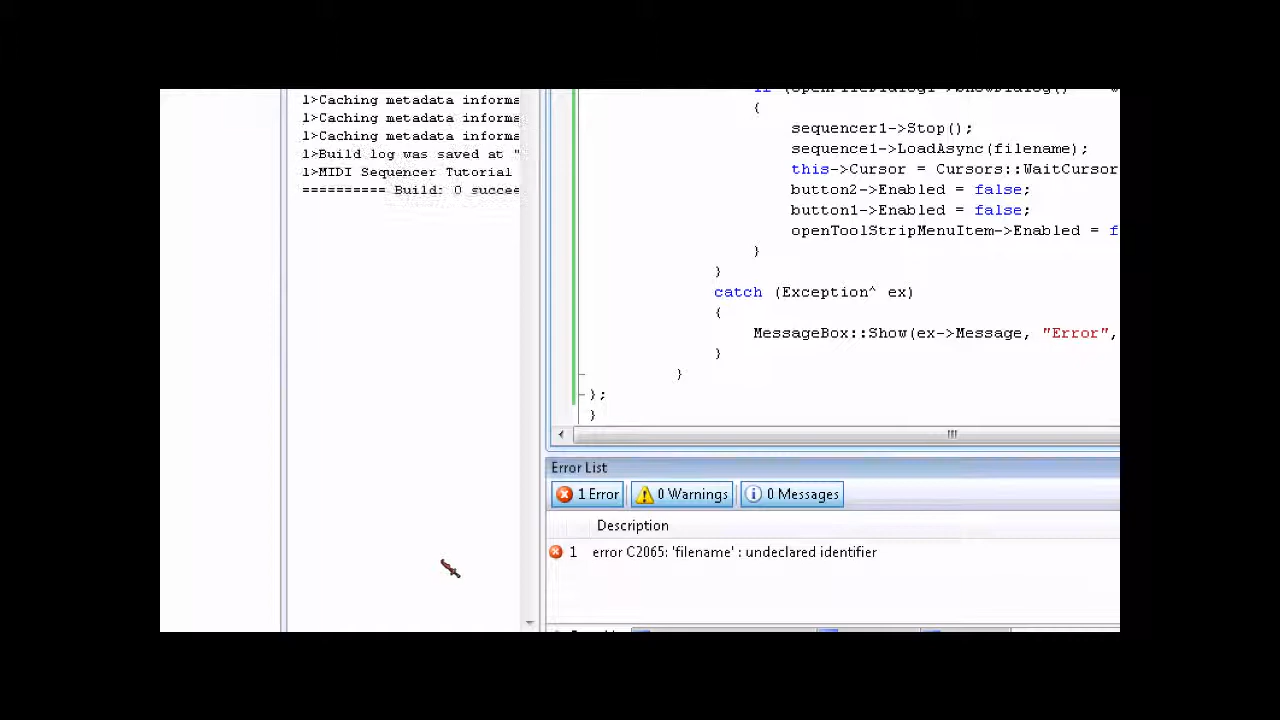 1>Caching metadata informa
1>Caching metadata informa
1>Caching metadata informa
1>Build log was saved at "
1>MIDI Sequencer Tutorial
========== Build: 0 succee
{
sequencer1->Stop();
sequence1->LoadAsync(filename);
this->Cursor = Cursors::WaitCursor
button2->Enabled = false;
button1->Enabled = false;
openToolStripMenuItem->Enabled = f
}
}
catch (Exception^ ex)
{
MessageBox::Show(ex->Message, "Error",
}
}
};
}
Error List
1 Error
0 Warnings
0 Messages
Description
1 error C2065: 'filename' : undeclared identifier